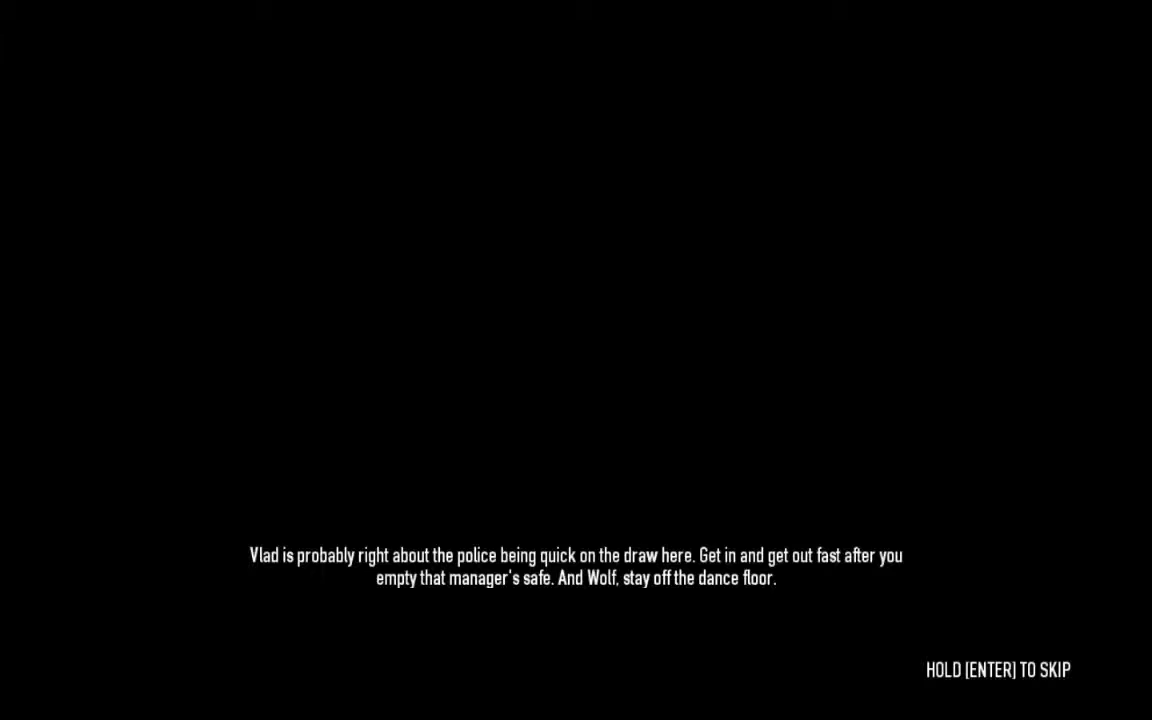 Vlad is probably right about the police being quick on the draw here. Get in and get out fast after you
empty that manager's safe. And Wolf, stay off the dance floor.
HOLD [ENTER] TO SKIP